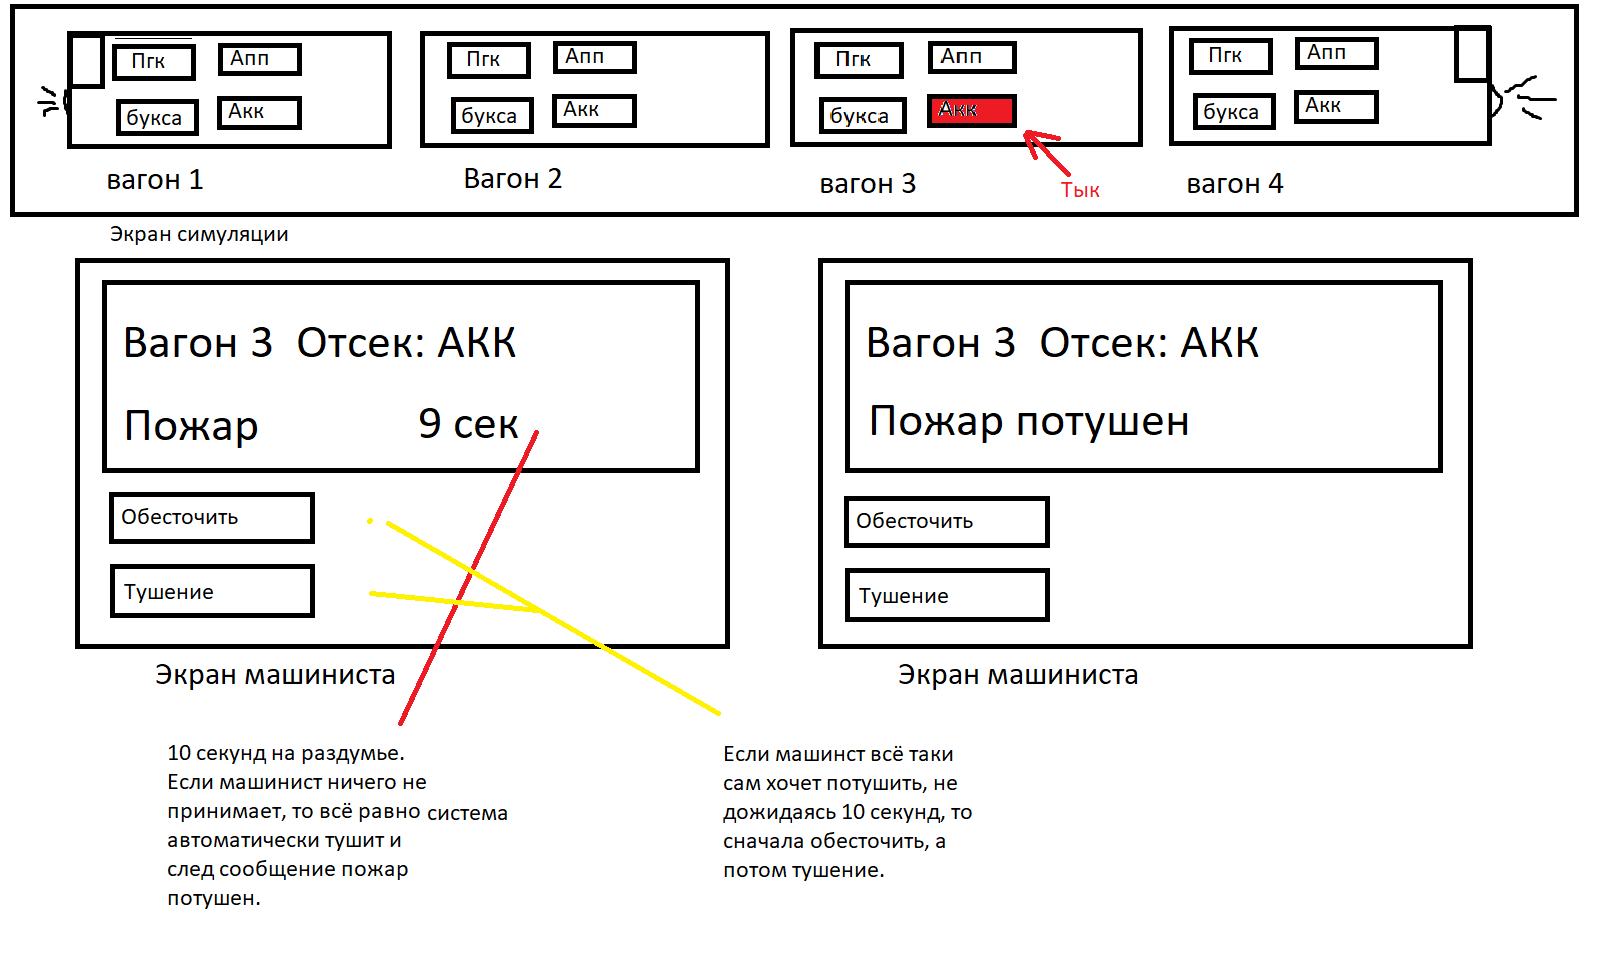 Пгк Апп Пгк Апп Пгк Апп Пгк Апп
букса Акк букса Акк букса Акк букса Акк
вагон 1 Вагон 2 вагон 3 Тык вагон 4
Экран симуляции
Вагон 3 Отсек: АКК
Пожар 9 сек
Обесточить
Тушение
Экран машиниста
Вагон 3 Отсек: АКК
Пожар потушен
Обесточить
Тушение
Экран машиниста
10 секунд на раздумье.
Если машинист ничего не
принимает, то всё равно система
автоматически тушит и
след сообщение пожар
потушен.
Если машинст всё таки
сам хочет потушить, не
дожидаясь 10 секунд, то
сначала обесточить, а
потом тушение.